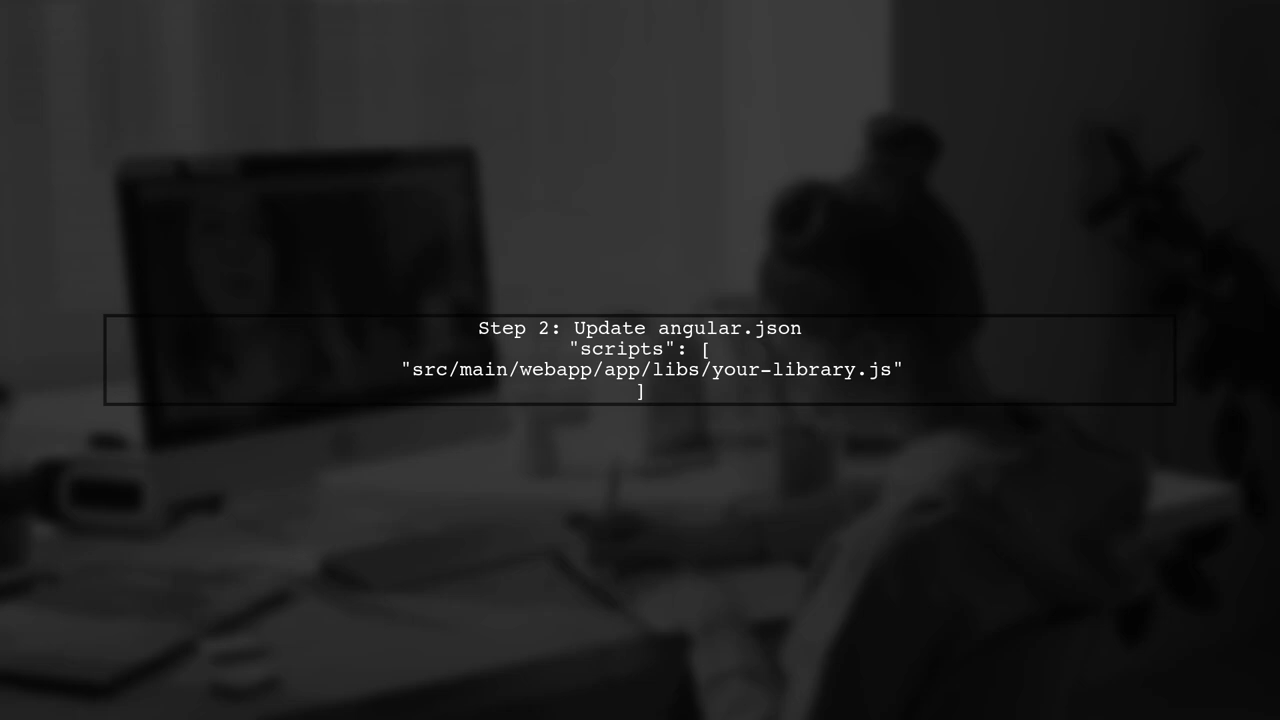 Step 2: Update angular.json
"scripts": [
"src/main/webapp/app/libs/your-library.js"
]